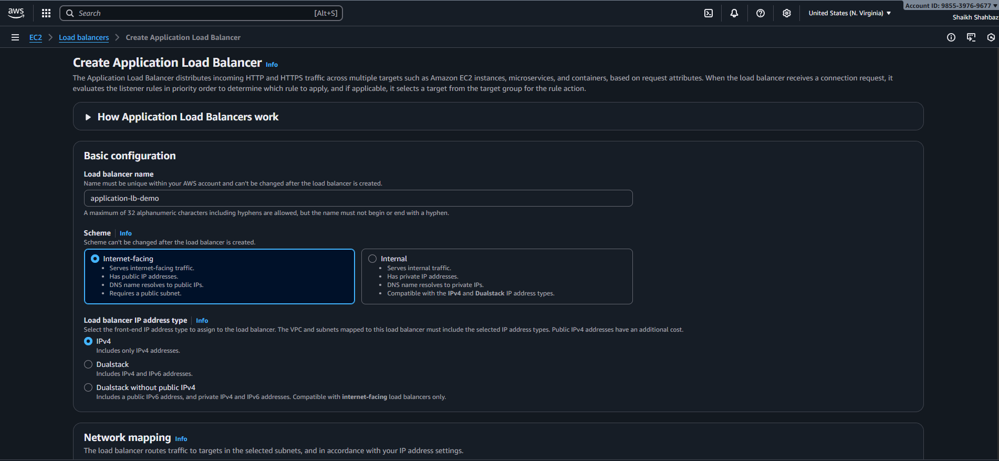 aws
Search [Alt+S]
United States (N. Virginia)
Account ID: 9855-3976-9677
Shaikh Shahbaz
EC2 Load balancers Create Application Load Balancer
Create Application Load Balancer Info
The Application Load Balancer distributes incoming HTTP and HTTPS traffic across multiple targets such as Amazon EC2 instances, microservices, and containers, based on request attributes. When the load balancer receives a connection request, it
evaluates the listener rules in priority order to determine which rule to apply, and if applicable, it selects a target from the target group for the rule action.
How Application Load Balancers work
Basic configuration
Load balancer name
Name must be unique within your AWS account and can't be changed after the load balancer is created.
application-lb-demo
A maximum of 32 alphanumeric characters including hyphens are allowed, but the name must not begin or end with a hyphen.
Scheme Info
Scheme can't be changed after the load balancer is created.
Internet-facing
• Serves internet-facing traffic.
• Has public IP addresses.
• DNS name resolves to public IPs.
• Requires a public subnet.
Internal
• Serves internal traffic.
• Has private IP addresses.
• DNS name resolves to private IPs.
• Compatible with the IPv4 and Dualstack IP address types.
Load balancer IP address type Info
Select the front-end IP address type to assign to the load balancer. The VPC and subnets mapped to this load balancer must include the selected IP address types. Public IPv4 addresses have an additional cost.
IPv4
Includes only IPv4 addresses.
Dualstack
Includes IPv4 and IPv6 addresses.
Dualstack without public IPv4
Includes a public IPv6 address, and private IPv4 and IPv6 addresses. Compatible with internet-facing load balancers only.
Network mapping Info
The load balancer routes traffic to targets in the selected subnets, and in accordance with your IP address settings.